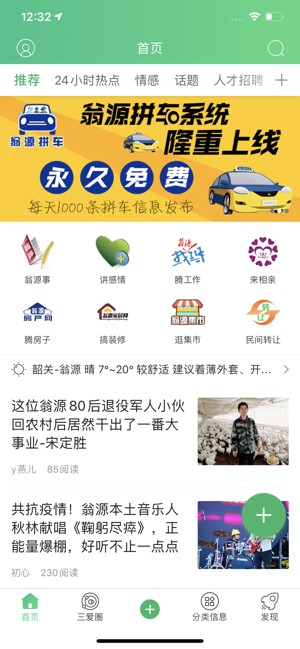 12:32
首页
推荐 24小时热点 情感 话题 人才招聘
翁源拼车
翁源拼车系统
隆重上线
永久免费
每天1000条拼车信息发布
翁源事 讲感情 腾工作 来相亲
翁源
房产网
翁源家居网
翁源集市
转让
腾房子 搞装修 逛集市 民间转让
韶关-翁源 晴 7°~20° 较舒适 建议着薄外套、开...
这位翁源80后退役军人小伙
回农村后居然干出了一番大
事业-宋定胜
y燕儿 85阅读
共抗疫情！翁源本土音乐人
秋林献唱《鞠躬尽瘁》，正
能量爆棚，好听不止一点点
初心 230阅读
首页 三爱圈 分类信息 发现